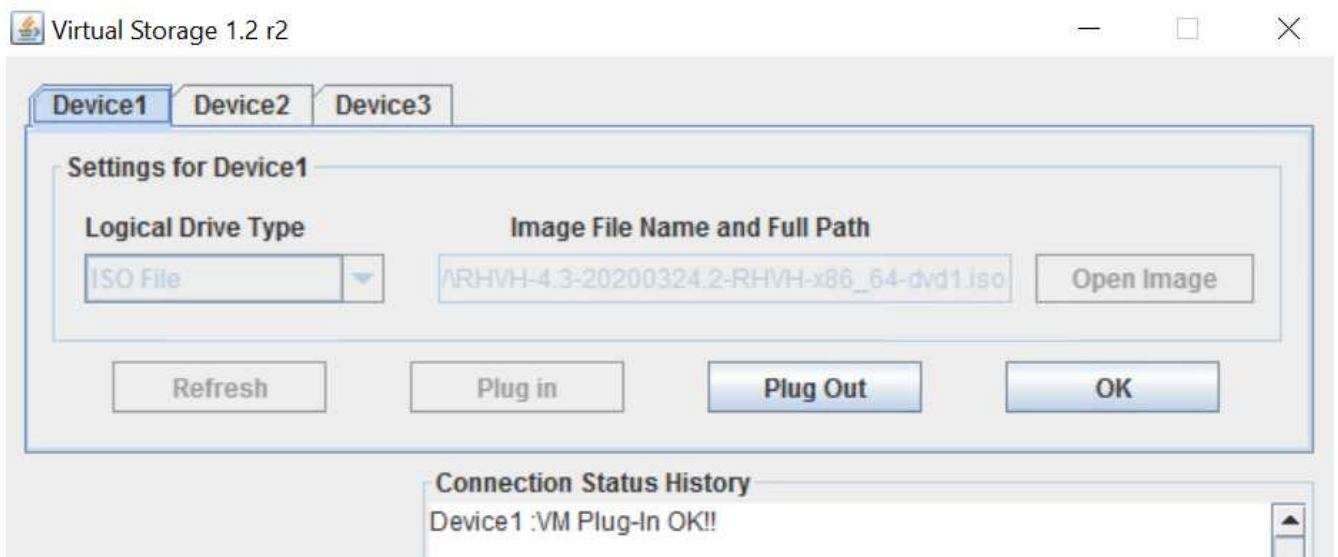 Virtual Storage 1.2 r2
Device1 Device2 Device3
Settings for Device1
Logical Drive Type Image File Name and Full Path
ISO File \RHVH-4.3-20200324.2-RHVH-x86_64-dvd1.iso Open Image
Refresh Plug in Plug Out OK
Connection Status History
Device1 :VM Plug-In OK!!